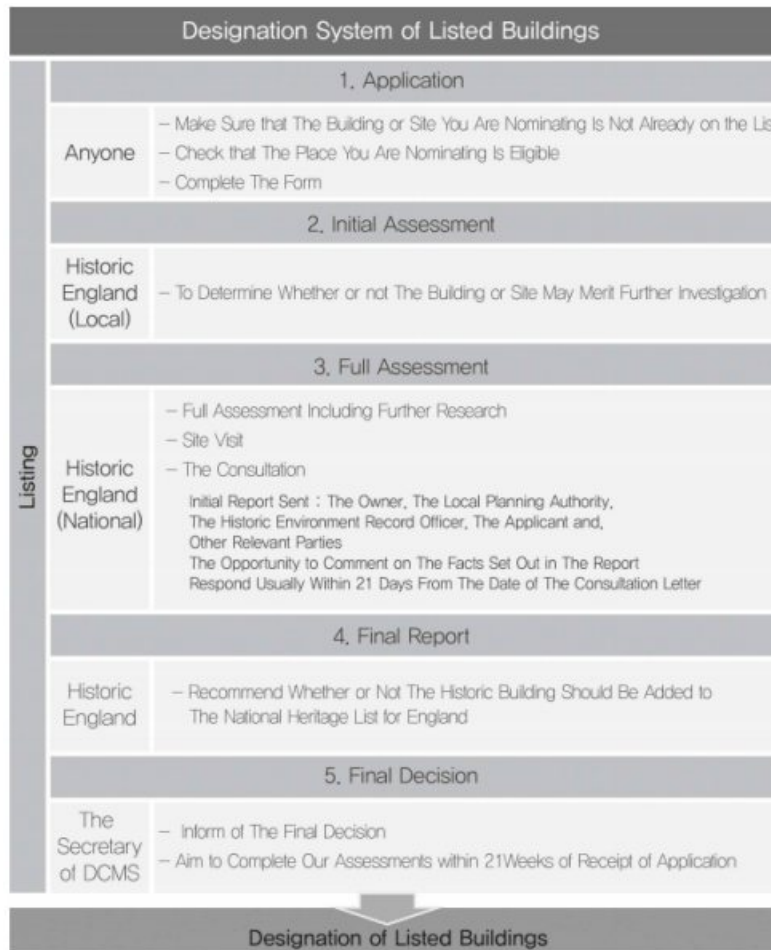 Designation System of Listed Buildings
Listing
1. Application
Anyone
– Make Sure that The Building or Site You Are Nominating Is Not Already on the Lis
– Check that The Place You Are Nominating Is Eligible
– Complete The Form
2. Initial Assessment
Historic
England
(Local)
– To Determine Whether or not The Building or Site May Merit Further Investigation
3. Full Assessment
Historic
England
(National)
– Full Assessment Including Further Research
– Site Visit
– The Consultation
Initial Report Sent : The Owner, The Local Planning Authority,
The Historic Environment Record Officer, The Applicant and,
Other Relevant Parties
The Opportunity to Comment on The Facts Set Out in The Report
Respond Usually Within 21 Days From The Date of The Consultation Letter
4. Final Report
Historic
England
– Recommend Whether or Not The Historic Building Should Be Added to
The National Heritage List for England
5. Final Decision
The
Secretary
of DCMS
– Inform of The Final Decision
– Aim to Complete Our Assessments within 21Weeks of Receipt of Application
Designation of Listed Buildings